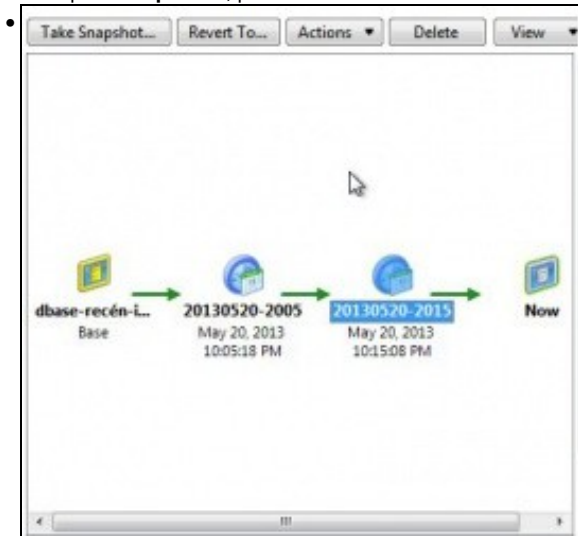 Take Snapshot... Revert To... Actions Delete View
dbase-recén-i... 20130520-2005 20130520-2015 Now
Base May 20, 2013 May 20, 2013
10:05:18 PM 10:15:08 PM